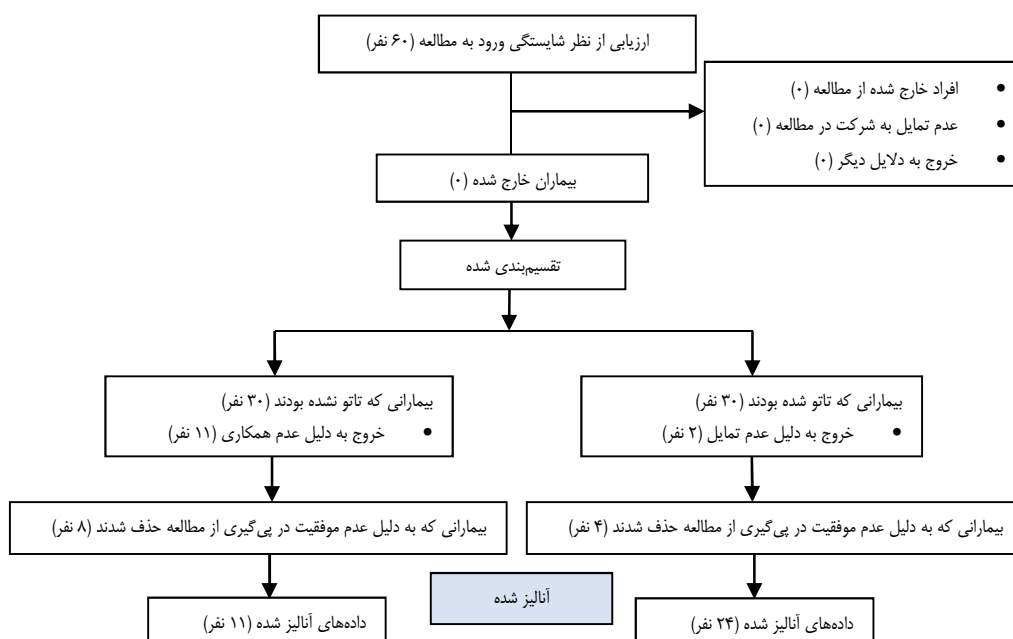 ارزیابی از نظر شایستگی ورود به مطالعه (۶۰ نفر)
• افراد خارج شده از مطالعه (۰)
• عدم تمایل به شرکت در مطالعه (۰)
• خروج به دلایل دیگر (۰)
بیماران خارج شده (۰)
تقسیم‌بندی شده
بیمارانی که تاتو شده بودند (۳۰ نفر)
• خروج به دلیل عدم تمایل (۲ نفر)
بیمارانی که تاتو نشده بودند (۳۰ نفر)
• خروج به دلیل عدم همکاری (۱۱ نفر)
بیمارانی که به دلیل عدم موفقیت در پی‌گیری از مطالعه حذف شدند (۴ نفر)
بیمارانی که به دلیل عدم موفقیت در پی‌گیری از مطالعه حذف شدند (۸ نفر)
آنالیز شده
داده‌های آنالیز شده (۲۴ نفر)
داده‌های آنالیز شده (۱۱ نفر)